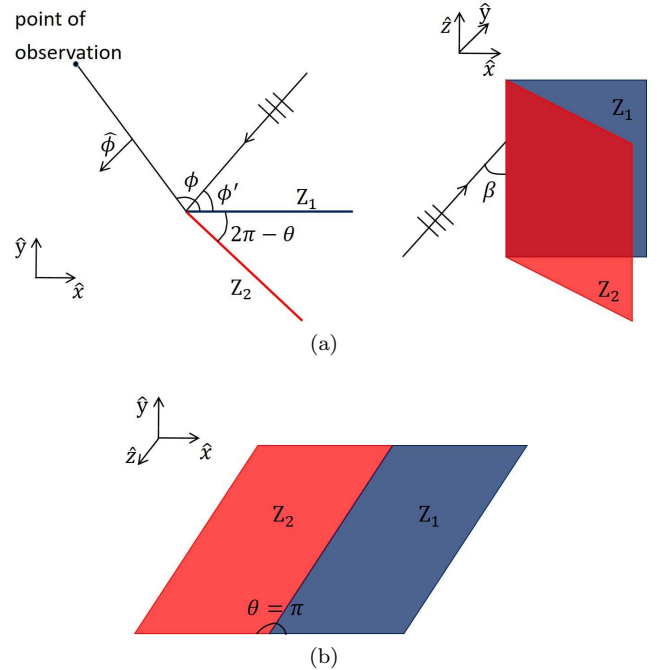 point of
observation
ϕ̂
ϕ
ϕ′
Z₁
2π − θ
Z₂
ŷ
x̂
ẑ
ŷ
x̂
Z₁
β
Z₂
(a)
ŷ
ẑ
x̂
Z₂
Z₁
θ = π
(b)